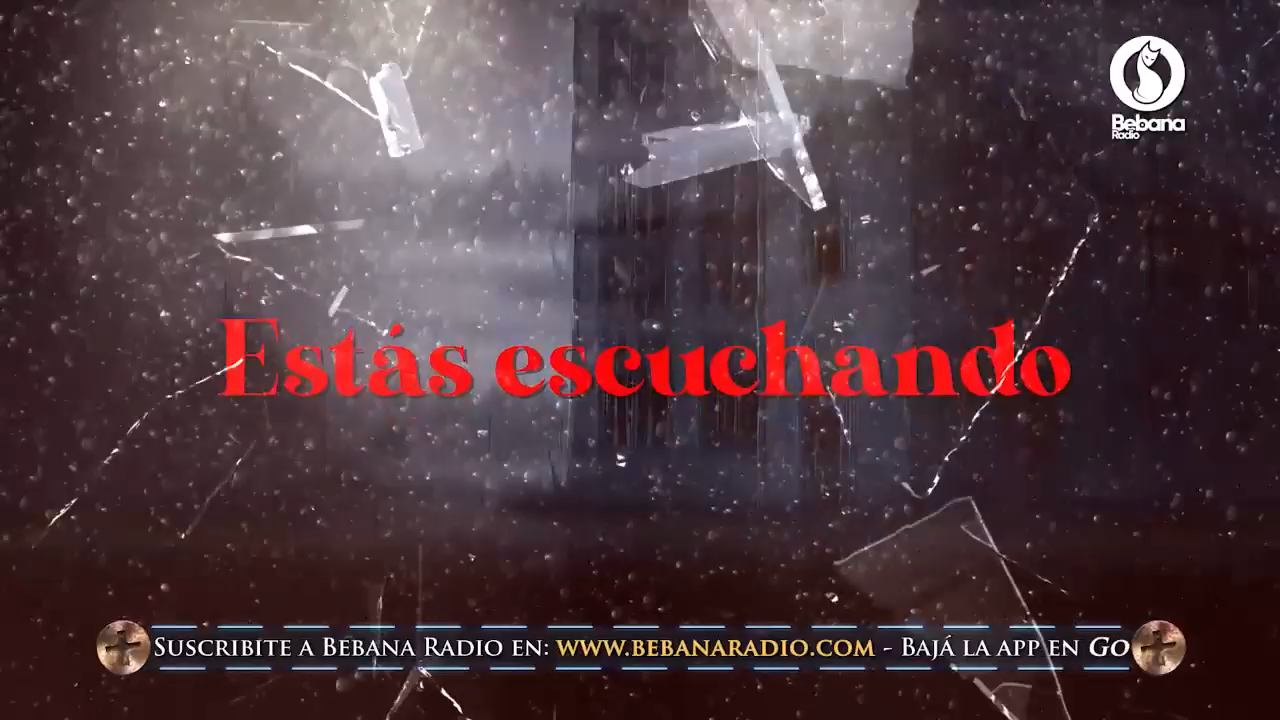 Bebana
Radio
Estás escuchando
SUSCRIBITE A BEBANA RADIO EN: WWW.BEBANARADIO.COM - BAJÁ LA APP EN GO